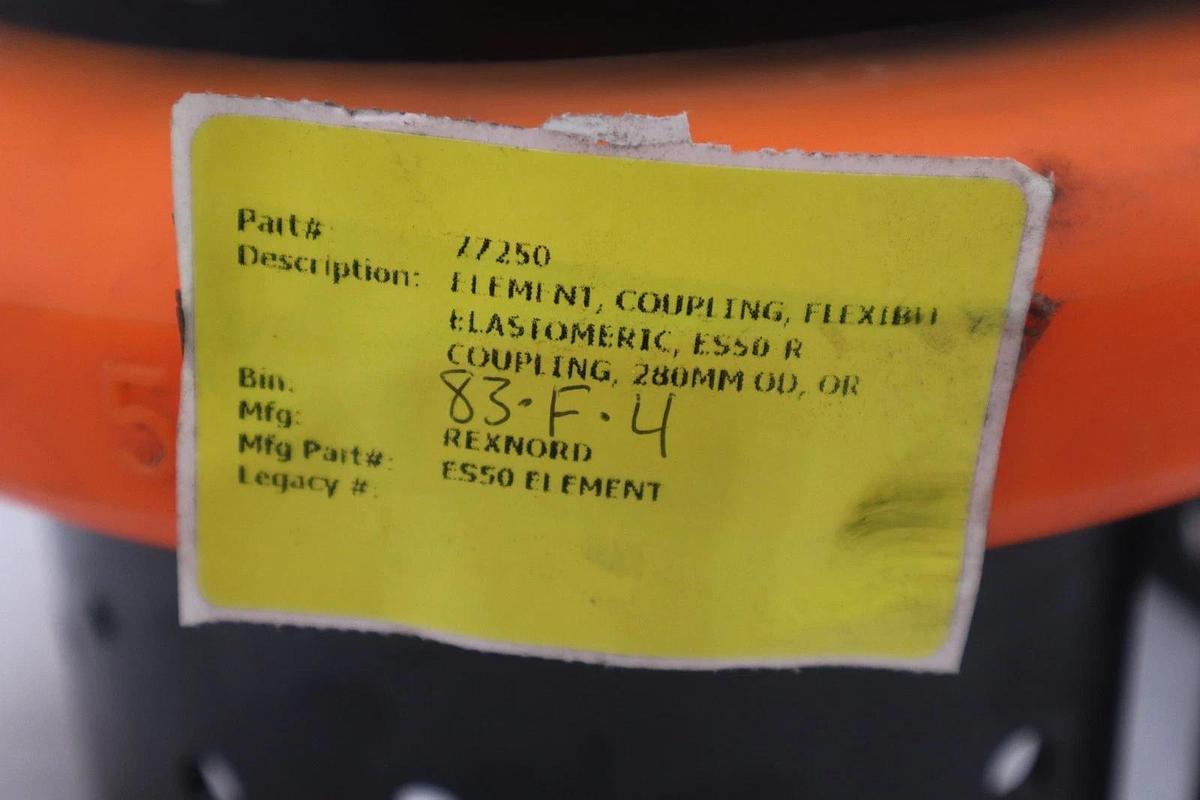 Part# 77250
Description: ELEMENT, COUPLING, FLEXIBLE
ELASTOMERIC, ES50-R
COUPLING, 280MM OD, OR
Bin. 83-F-4
Mfg: REXNORD
Mfg Part#: ES50 ELEMENT
Legacy #: